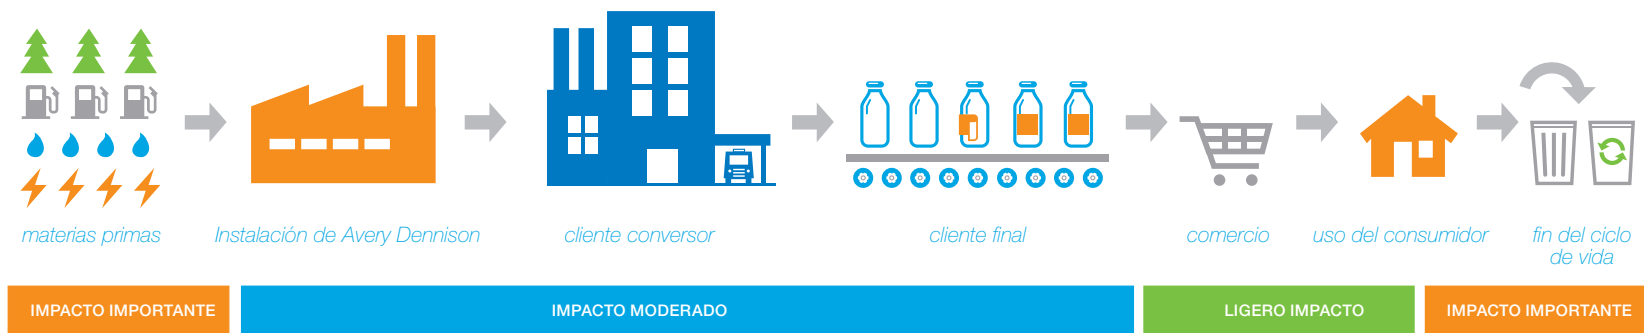 materias primas
Instalación de Avery Dennison
cliente conversor
cliente final
comercio
uso del consumidor
fin del ciclo
de vida
IMPACTO IMPORTANTE
IMPACTO MODERADO
LIGERO IMPACTO
IMPACTO IMPORTANTE